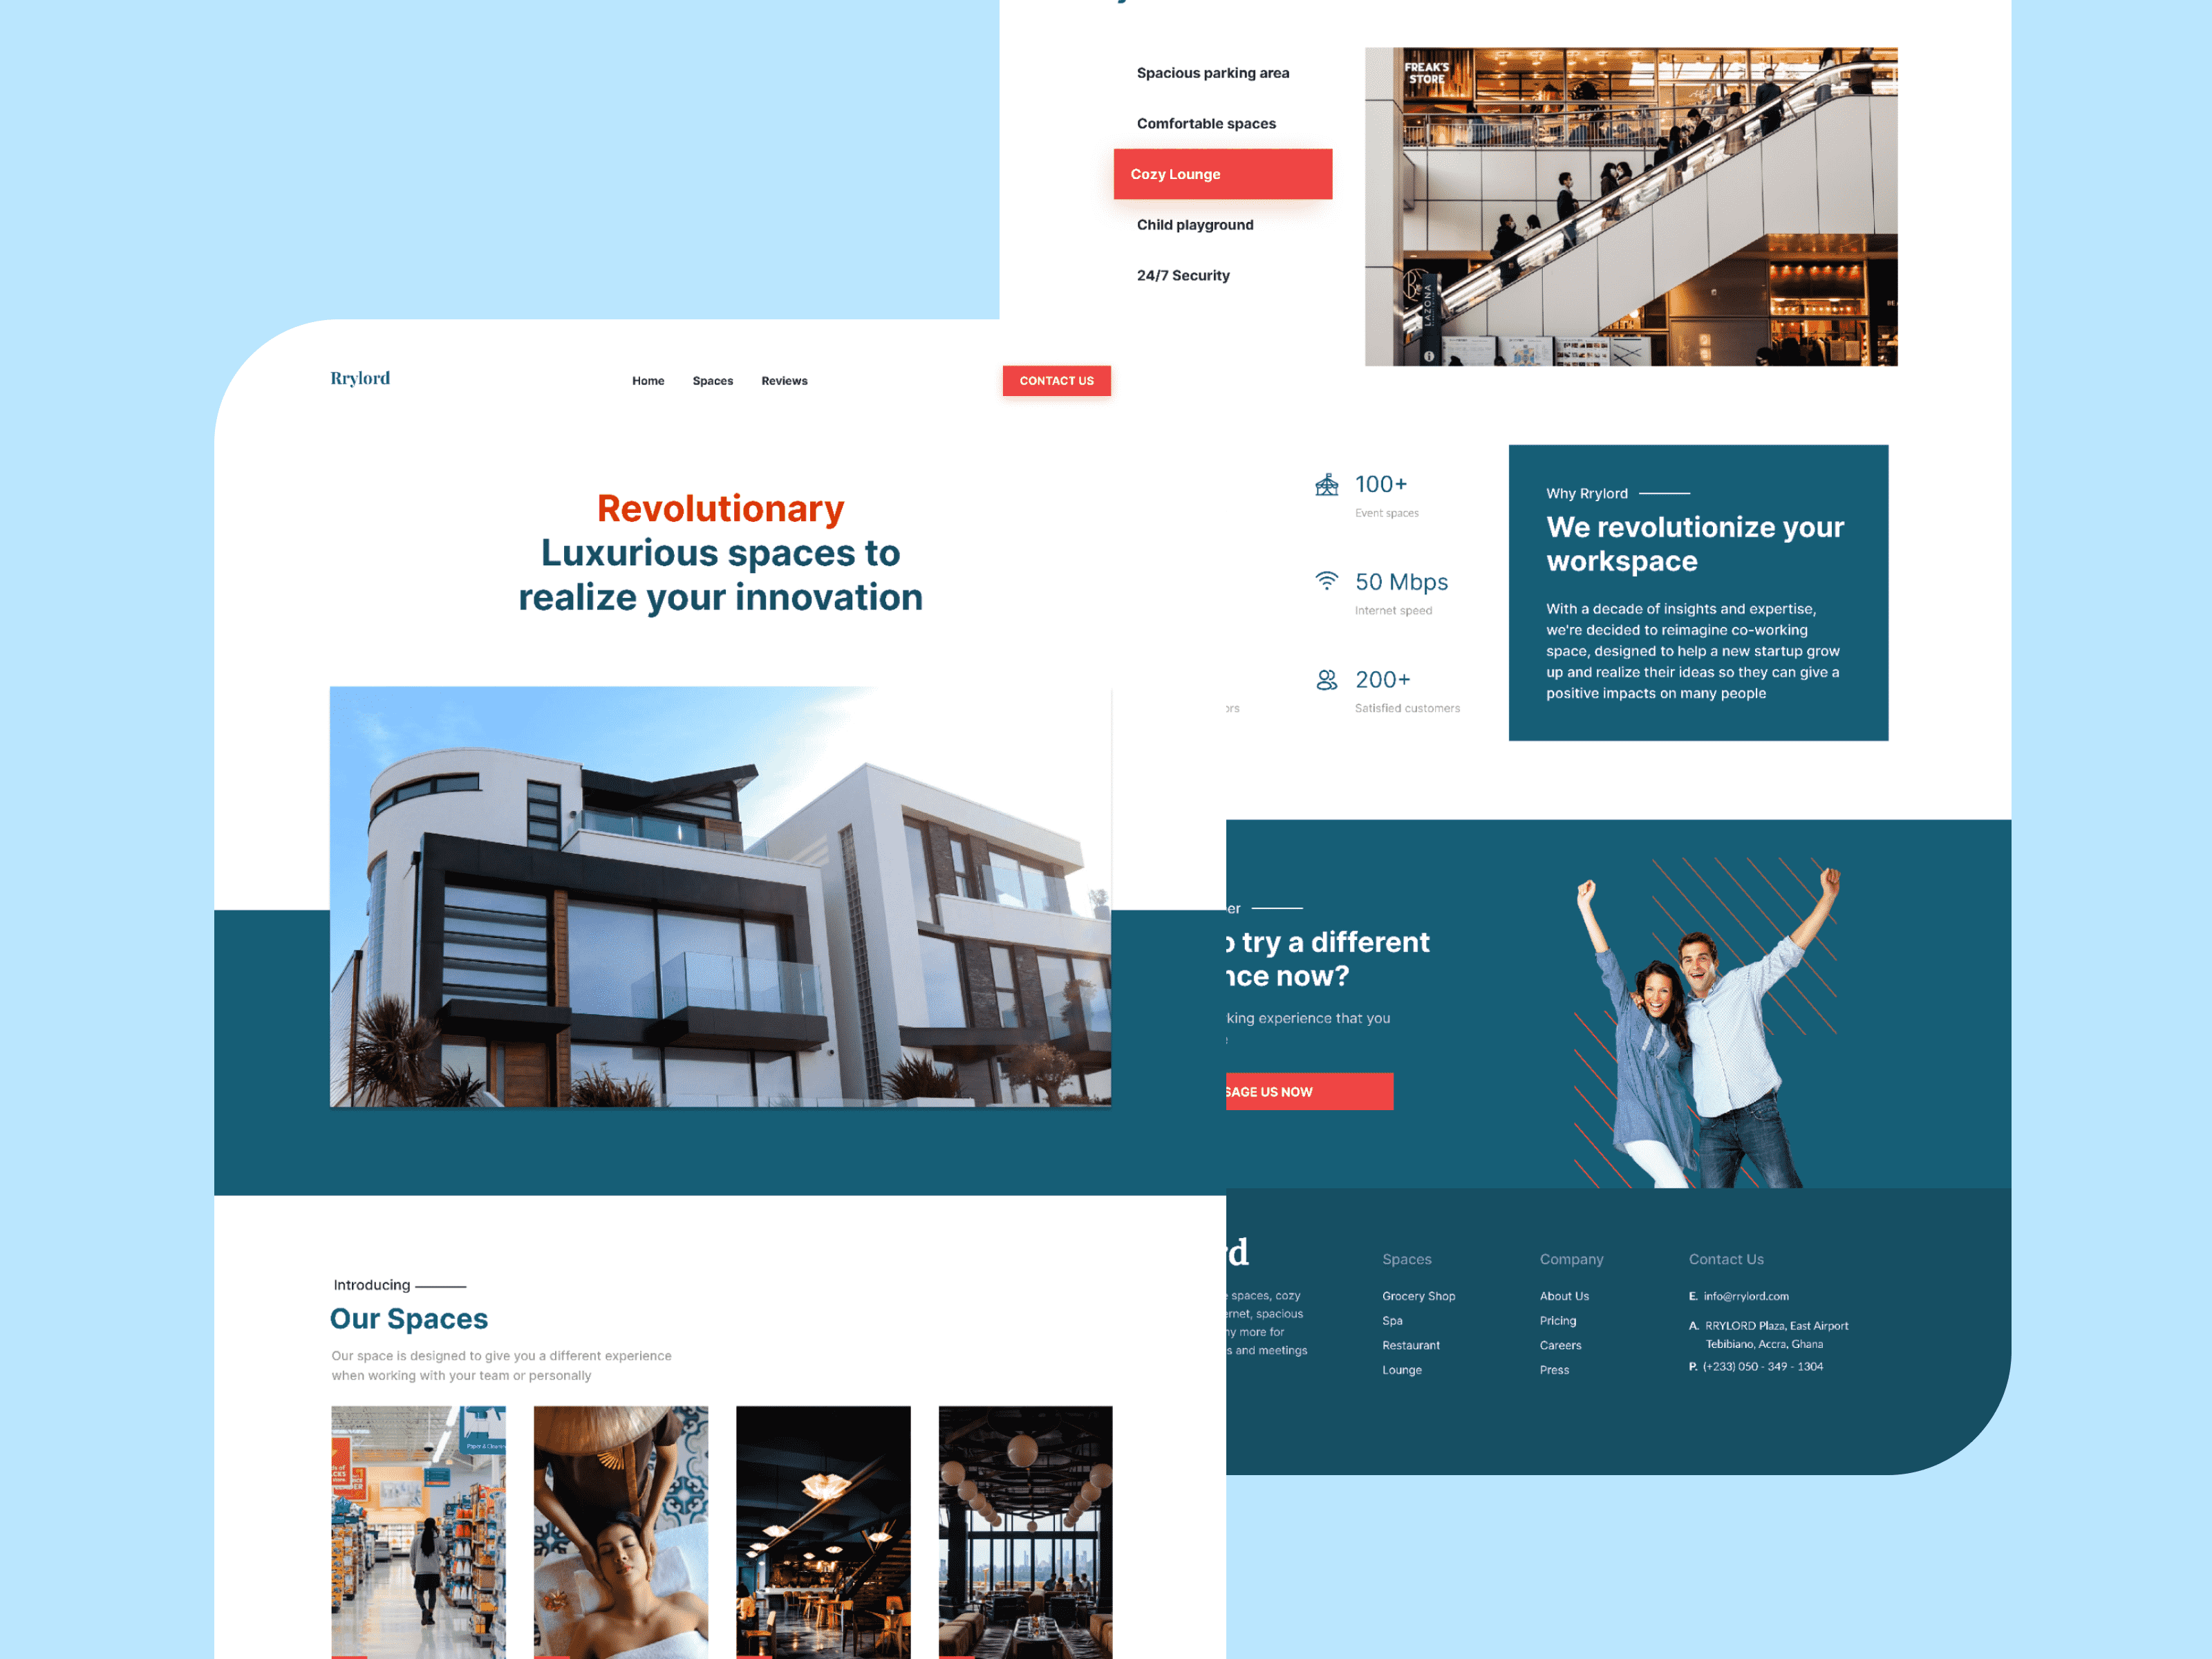 Rrylord
Home Spaces Reviews
CONTACT US
Revolutionary
Luxurious spaces to
realize your innovation
Introducing
Our Spaces
Our space is designed to give you a different experience
when working with your team or personally
Spacious parking area
Comfortable spaces
Cozy Lounge
Child playground
24/7 Security
FREAK'S
STORE
LAZONA
100+
Event spaces
50 Mbps
Internet speed
200+
Satisfied customers
Why Rrylord
We revolutionize your
workspace
With a decade of insights and expertise,
we're decided to reimagine co-working
space, designed to help a new startup grow
up and realize their ideas so they can give a
positive impacts on many people
try a different
now?
experience that you
US NOW
spaces, cozy
spacious
more for
and meetings
Spaces
Grocery Shop
Spa
Restaurant
Lounge
Company
About Us
Pricing
Careers
Press
Contact Us
E. info@rrylord.com
A. RRYLORD Plaza, East Airport
Tebibiano, Accra, Ghana
P. (+233) 050 - 349 - 1304